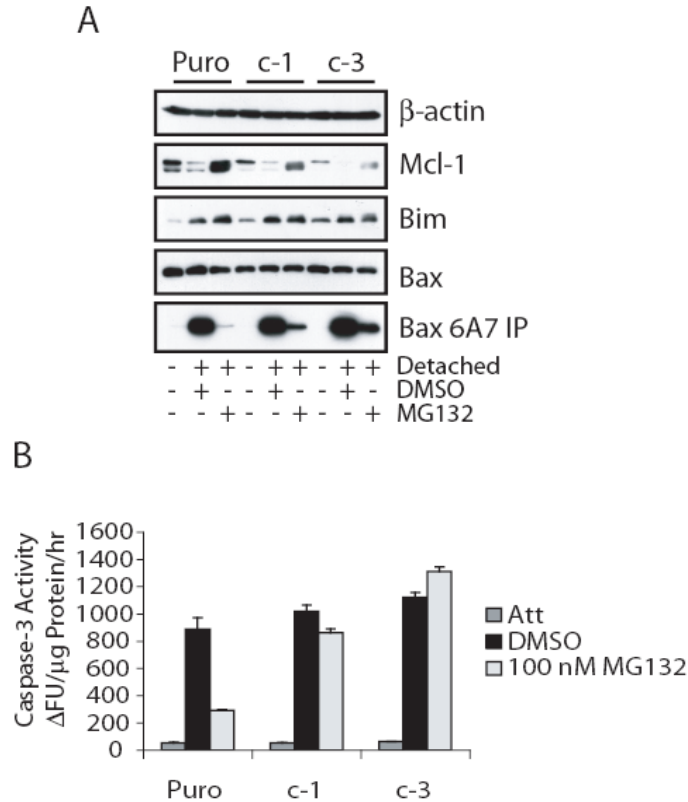 A
Puro c-1 c-3
β-actin
Mcl-1
Bim
Bax
Bax 6A7 IP
- + + - + + - + + Detached
- + - - + - - + - DMSO
- - + - - + - - + MG132
B
Caspase-3 Activity
ΔFU/μg Protein/hr
1600
1400
1200
1000
800
600
400
200
0
Puro c-1 c-3
Att
DMSO
100 nM MG132